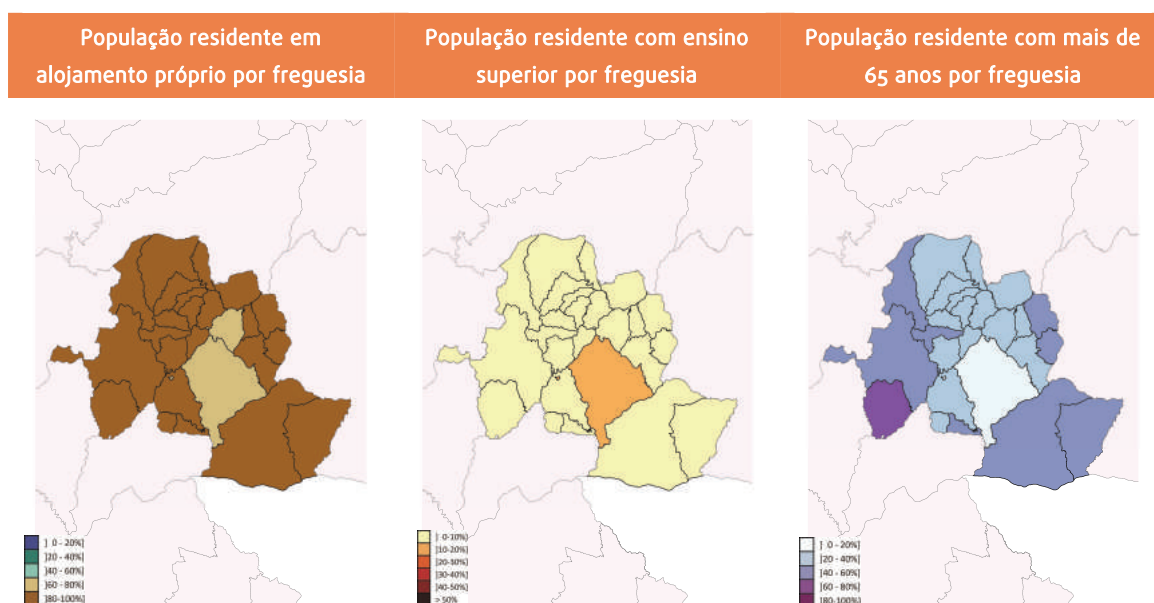 População residente em
alojamento próprio por freguesia
População residente com ensino
superior por freguesia
População residente com mais de
65 anos por freguesia
] 0 - 20%]
]20 - 40%]
]40 - 60%]
]60 - 80%]
]80-100%]
] 0-10%]
]10-20%]
]20-30%]
]30-40%]
]40-50%]
> 50%
] 0 - 20%]
]20 - 40%]
]40 - 60%]
]60 - 80%]
]80-100%]